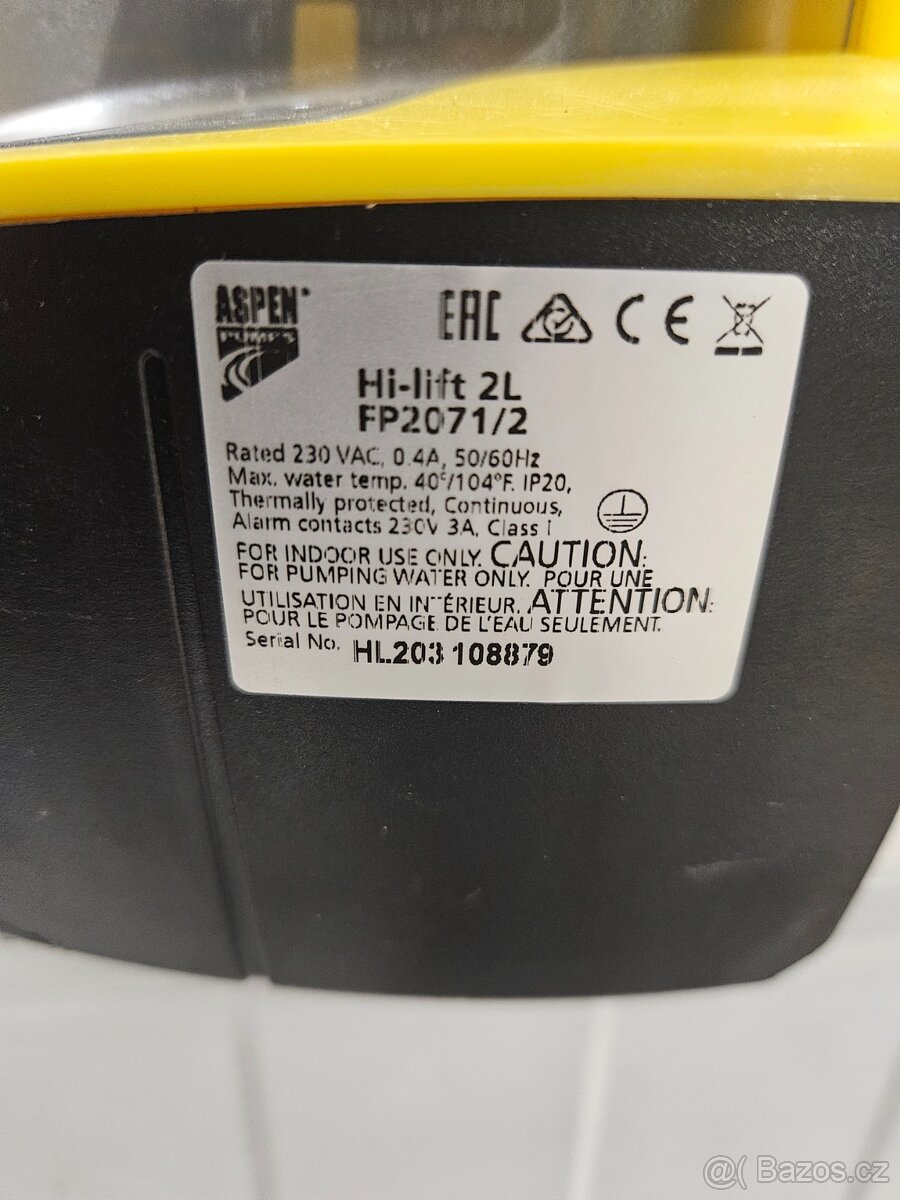 ASPEN
PUMPS
EAC
CE
Hi-lift 2L
FP2071/2
Rated 230 VAC, 0.4A, 50/60Hz
Max. water temp. 40°/104°F. IP20,
Thermally protected, Continuous,
Alarm contacts 230V 3A, Class I
FOR INDOOR USE ONLY. CAUTION:
FOR PUMPING WATER ONLY. POUR UNE
UTILISATION EN INTÉRIEUR. ATTENTION:
POUR LE POMPAGE DE L'EAU SEULEMENT.
Serial No. HL203 108879
@( Bazos.cz